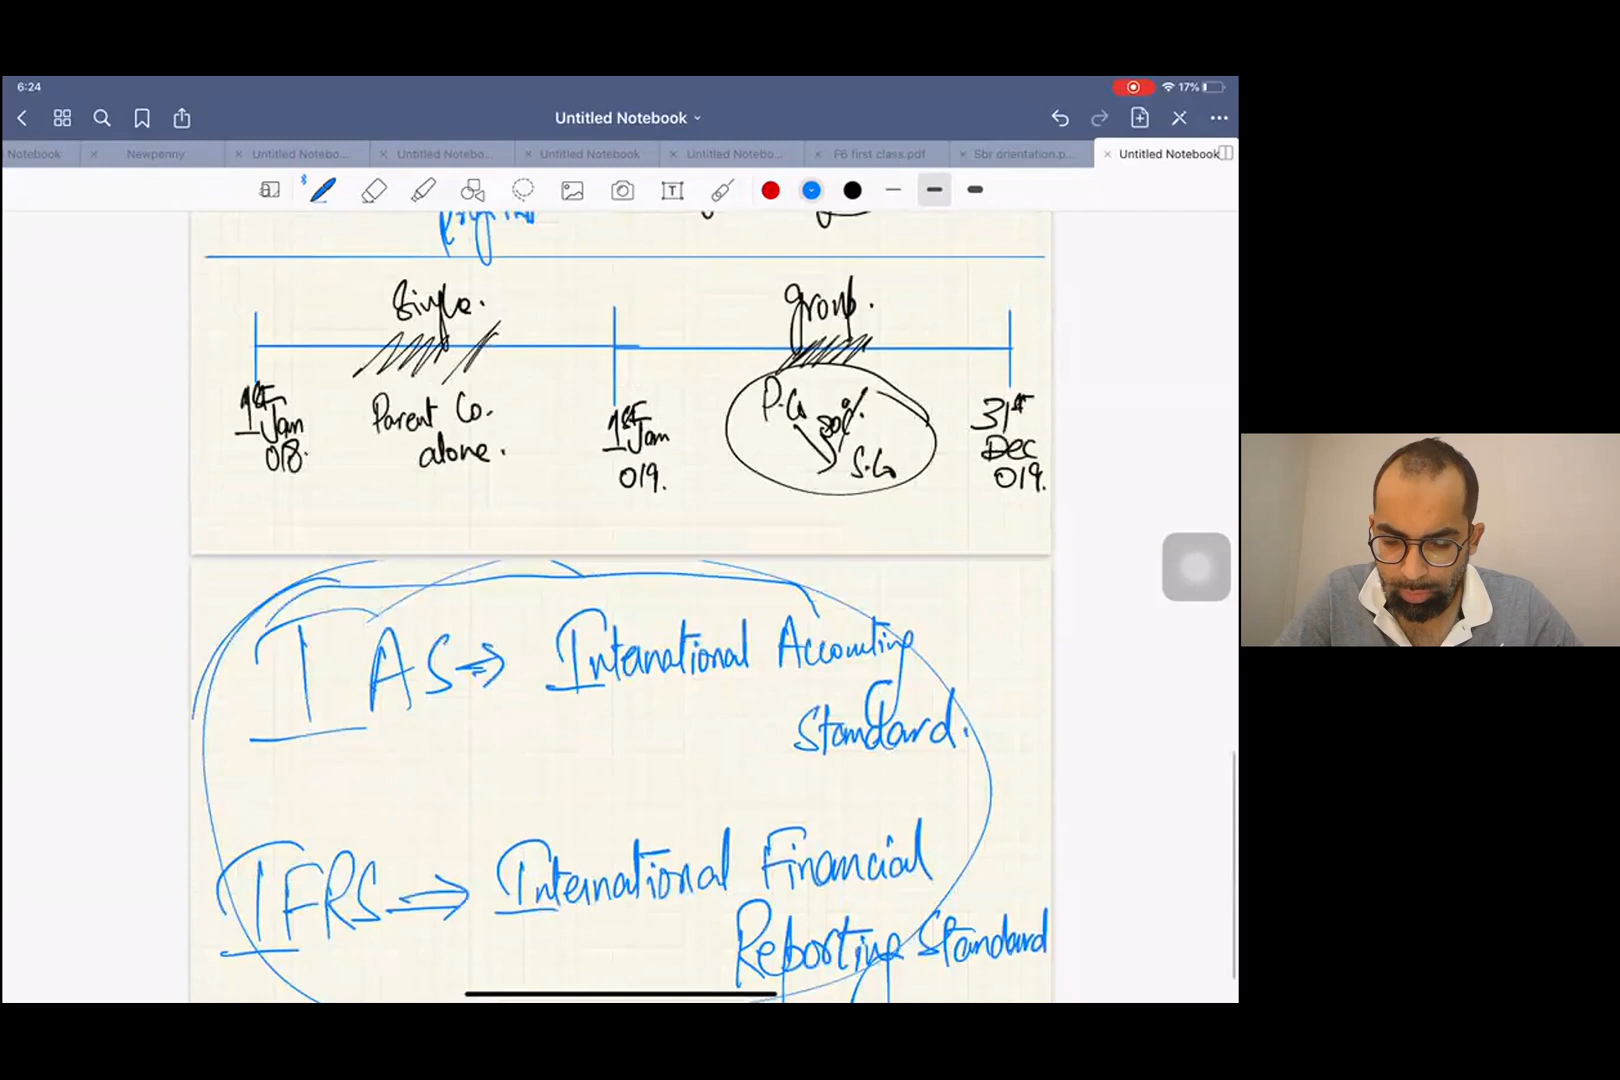 6:24
17%
Untitled Notebook
Notebook
Newpenny
Untitled Notebo...
Untitled Notebo...
Untitled Notebook
Untitled Notebo...
F6 first class.pdf
Sbr orientation.p...
Untitled Notebook
T
Single.
group.
1st Jan 018.
Parent Co.
alone.
1st Jan 019.
P.Co
80%
S.Co
31st Dec 019.
IAS ⇒ International Accounting
Standard.
IFRS ⇒ International Financial
Reporting Standard